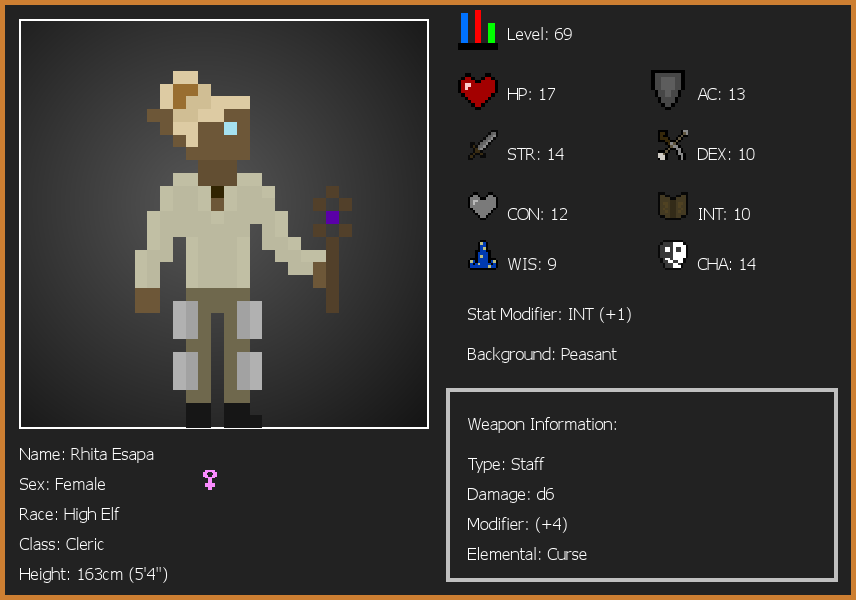 Level: 69
HP: 17
AC: 13
STR: 14
DEX: 10
CON: 12
INT: 10
WIS: 9
CHA: 14
Stat Modifier: INT (+1)
Background: Peasant
Weapon Information:
Type: Staff
Damage: d6
Modifier: (+4)
Elemental: Curse
Name: Rhita Esapa
Sex: Female
Race: High Elf
Class: Cleric
Height: 163cm (5'4")